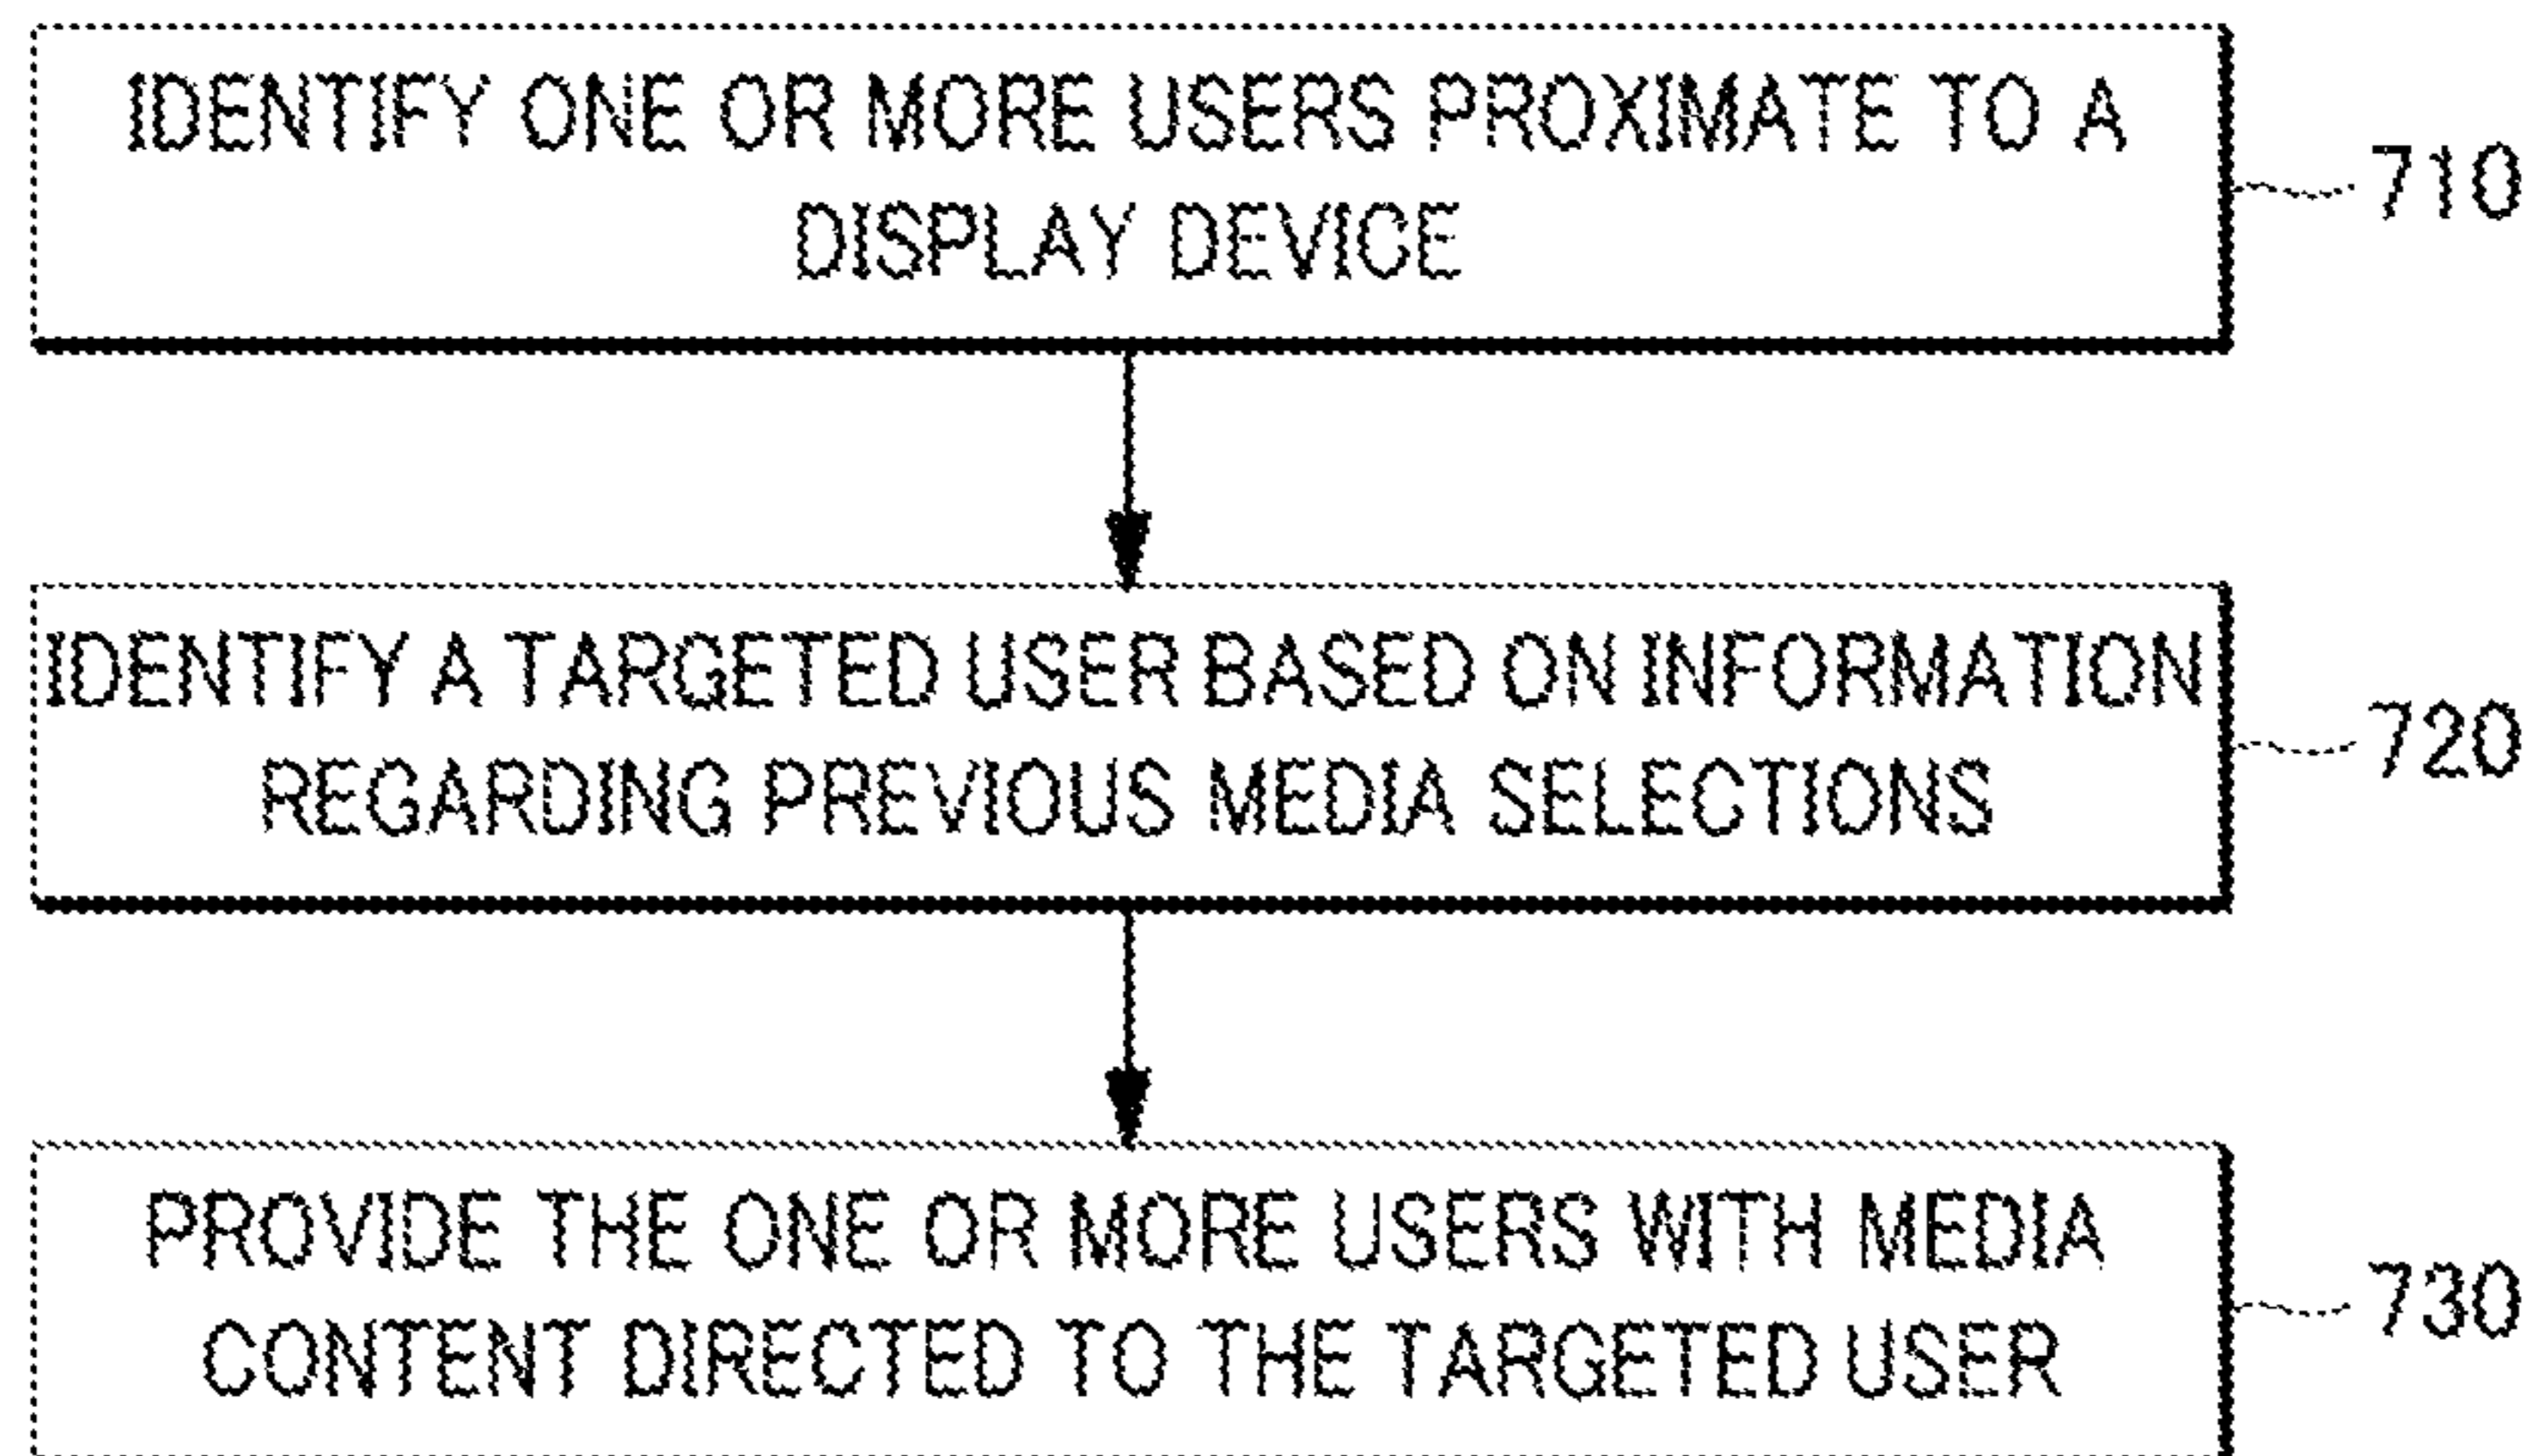 IDENTIFY ONE OR MORE USERS PROXIMATE TO A
DISPLAY DEVICE
710
IDENTIFY A TARGETED USER BASED ON INFORMATION
REGARDING PREVIOUS MEDIA SELECTIONS
720
PROVIDE THE ONE OR MORE USERS WITH MEDIA
CONTENT DIRECTED TO THE TARGETED USER
730